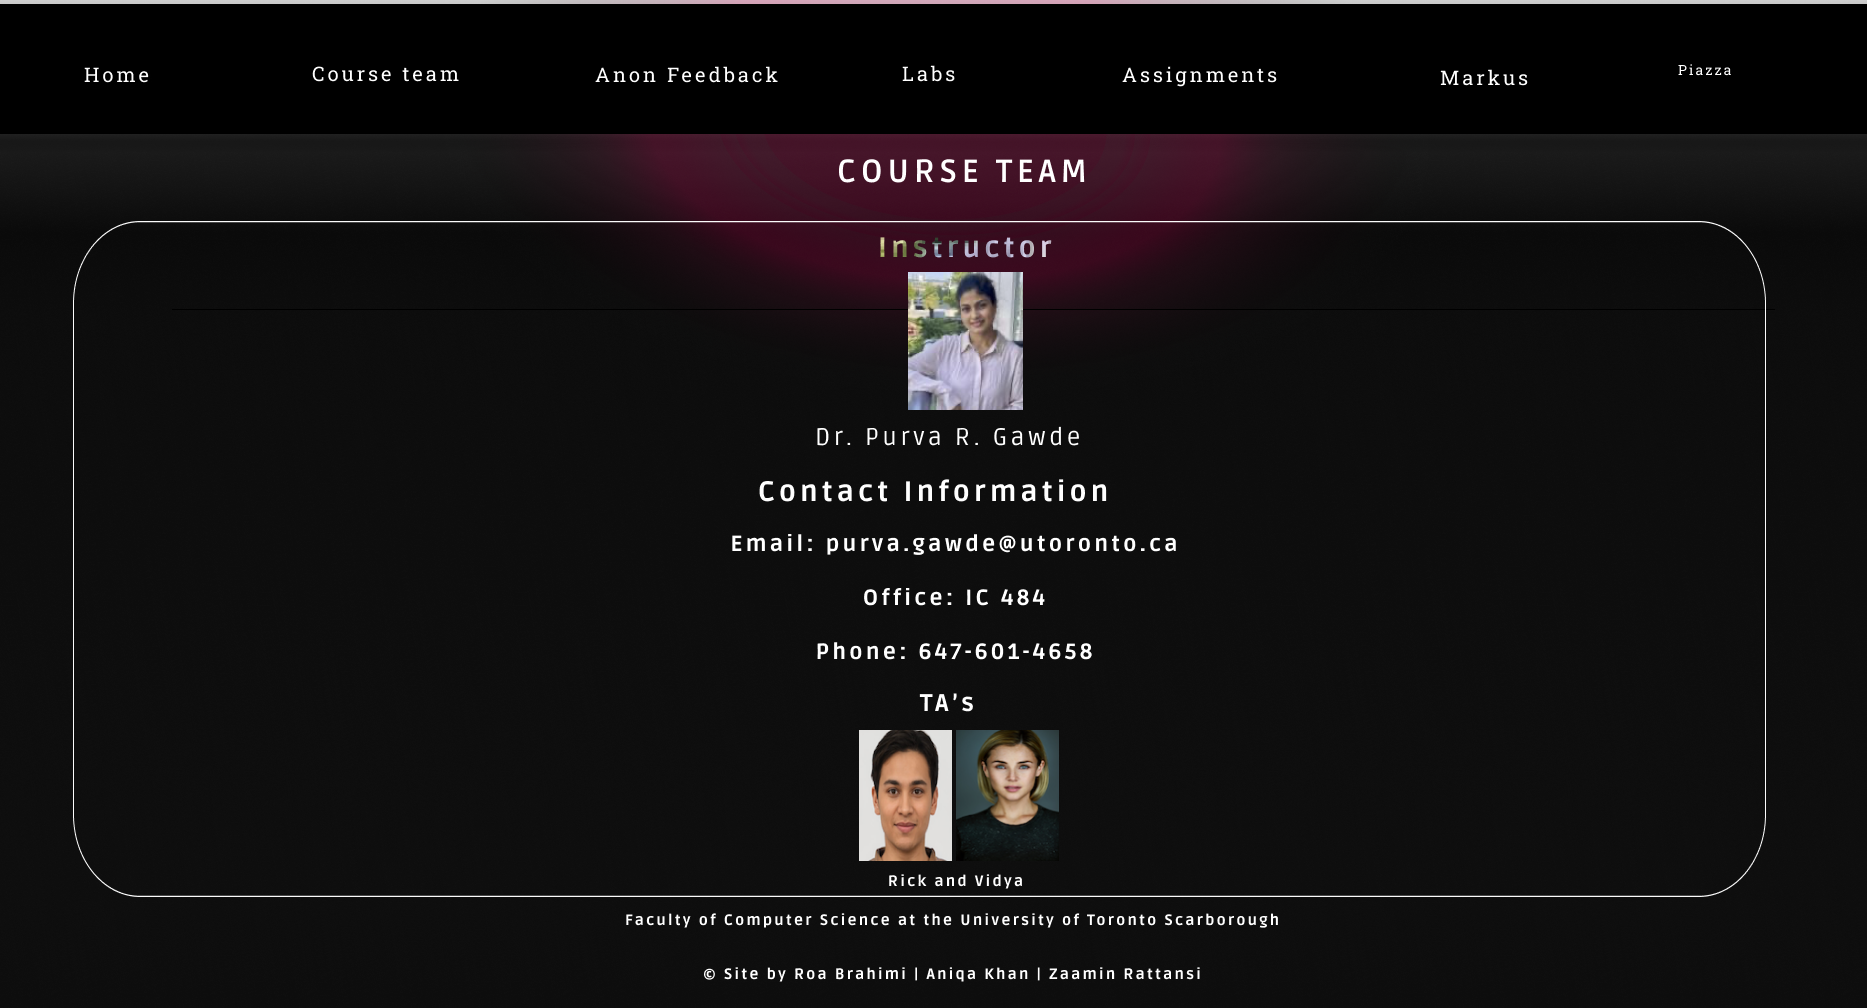 Home Course team Anon Feedback Labs Assignments Markus Piazza
COURSE TEAM
Instructor
Dr. Purva R. Gawde
Contact Information
Email: purva.gawde@utoronto.ca
Office: IC 484
Phone: 647-601-4658
TA's
Rick and Vidya
Faculty of Computer Science at the University of Toronto Scarborough
© Site by Roa Brahimi | Aniqa Khan | Zaamin Rattansi